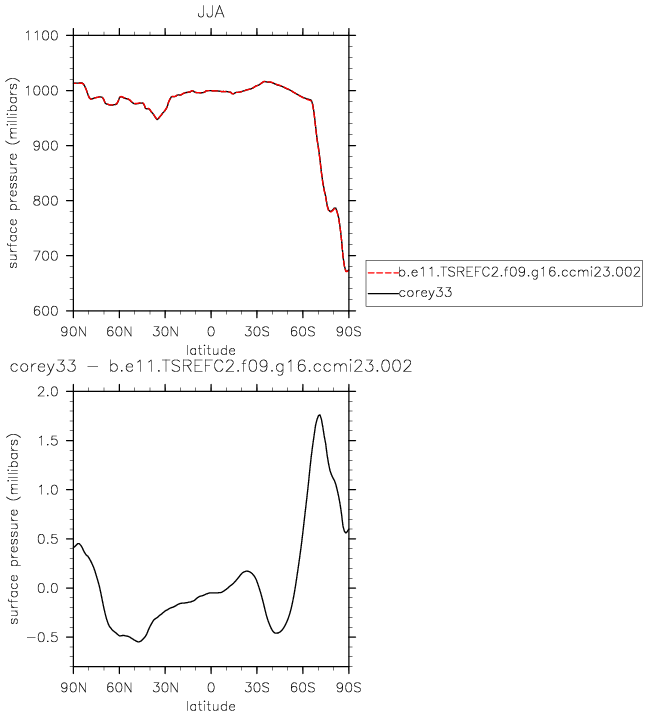 JJA
1100
1000
900
800
700
600
surface pressure (millibars)
90N 60N 30N 0 30S 60S 90S
latitude
b.e11.TSREFC2.f09.g16.ccmi23.002
corey33
corey33 – b.e11.TSREFC2.f09.g16.ccmi23.002
2.0
1.5
1.0
0.5
0.0
−0.5
surface pressure (millibars)
90N 60N 30N 0 30S 60S 90S
latitude